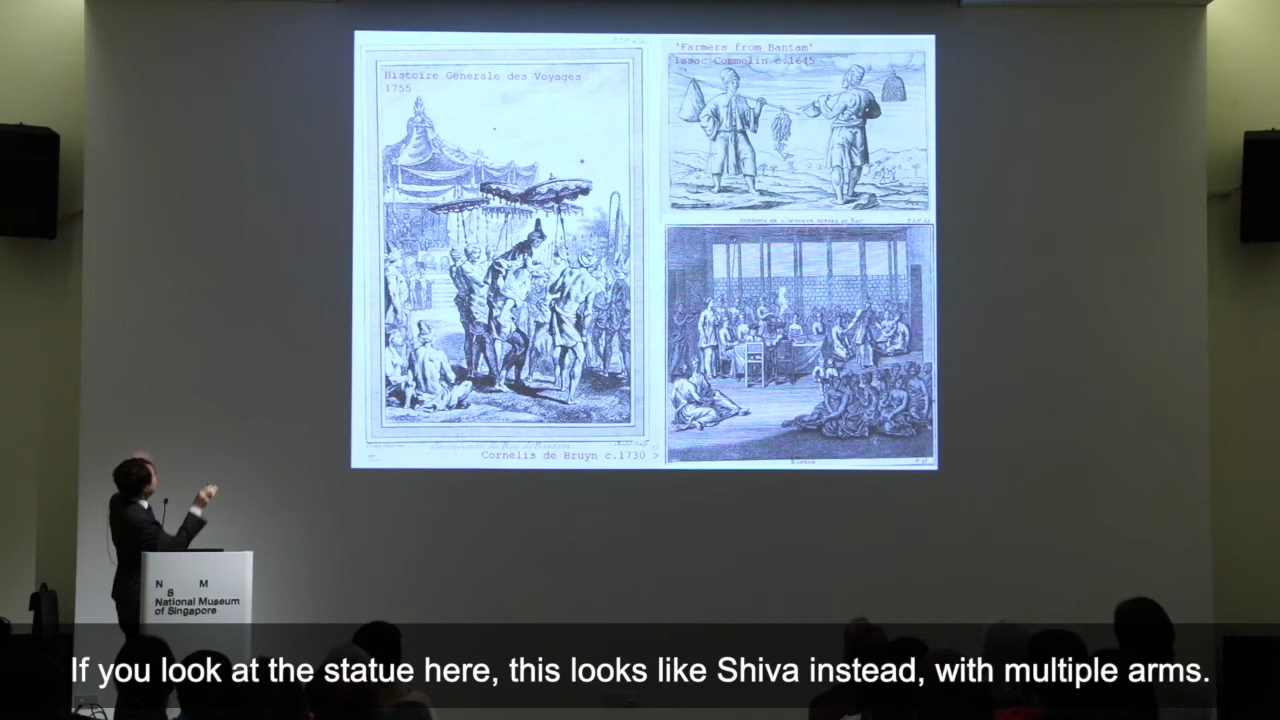 'Farmers from Bantam'
Issac Commelin c.1645
Histoire Générale des Voyages
1755
Cornelis de Bruyn c.1730 >
N M
S
National Museum
of Singapore
If you look at the statue here, this looks like Shiva instead, with multiple arms.